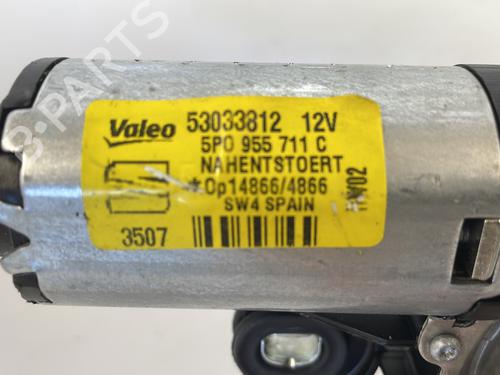 B-PARTS
Valeo 53033812 12V
5P0 955 711 C
NAHENTSTOERT
*Op14866/4866
SW4 SPAIN
3507